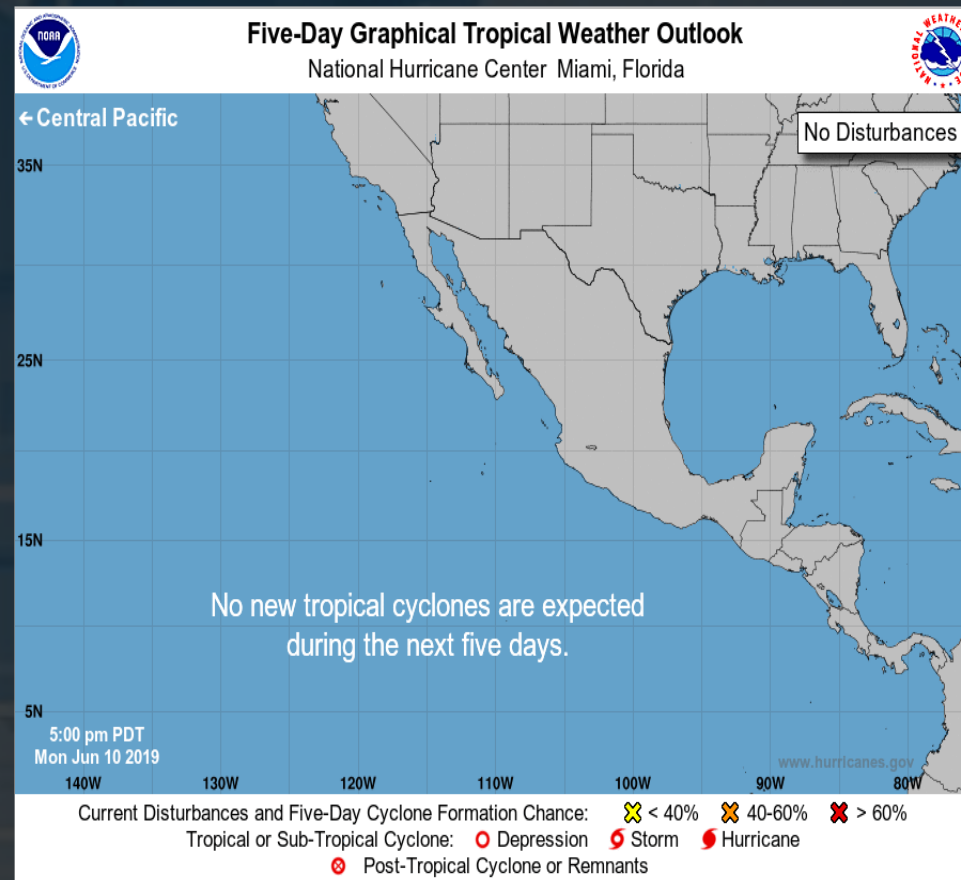 NOAA
Five-Day Graphical Tropical Weather Outlook
National Hurricane Center Miami, Florida
← Central Pacific
No Disturbances
35N
25N
15N
No new tropical cyclones are expected
during the next five days.
5N
5:00 pm PDT
Mon Jun 10 2019
www.hurricanes.gov
140W 130W 120W 110W 100W 90W 80W
Current Disturbances and Five-Day Cyclone Formation Chance: < 40% 40-60% > 60%
Tropical or Sub-Tropical Cyclone: Depression Storm Hurricane
Post-Tropical Cyclone or Remnants